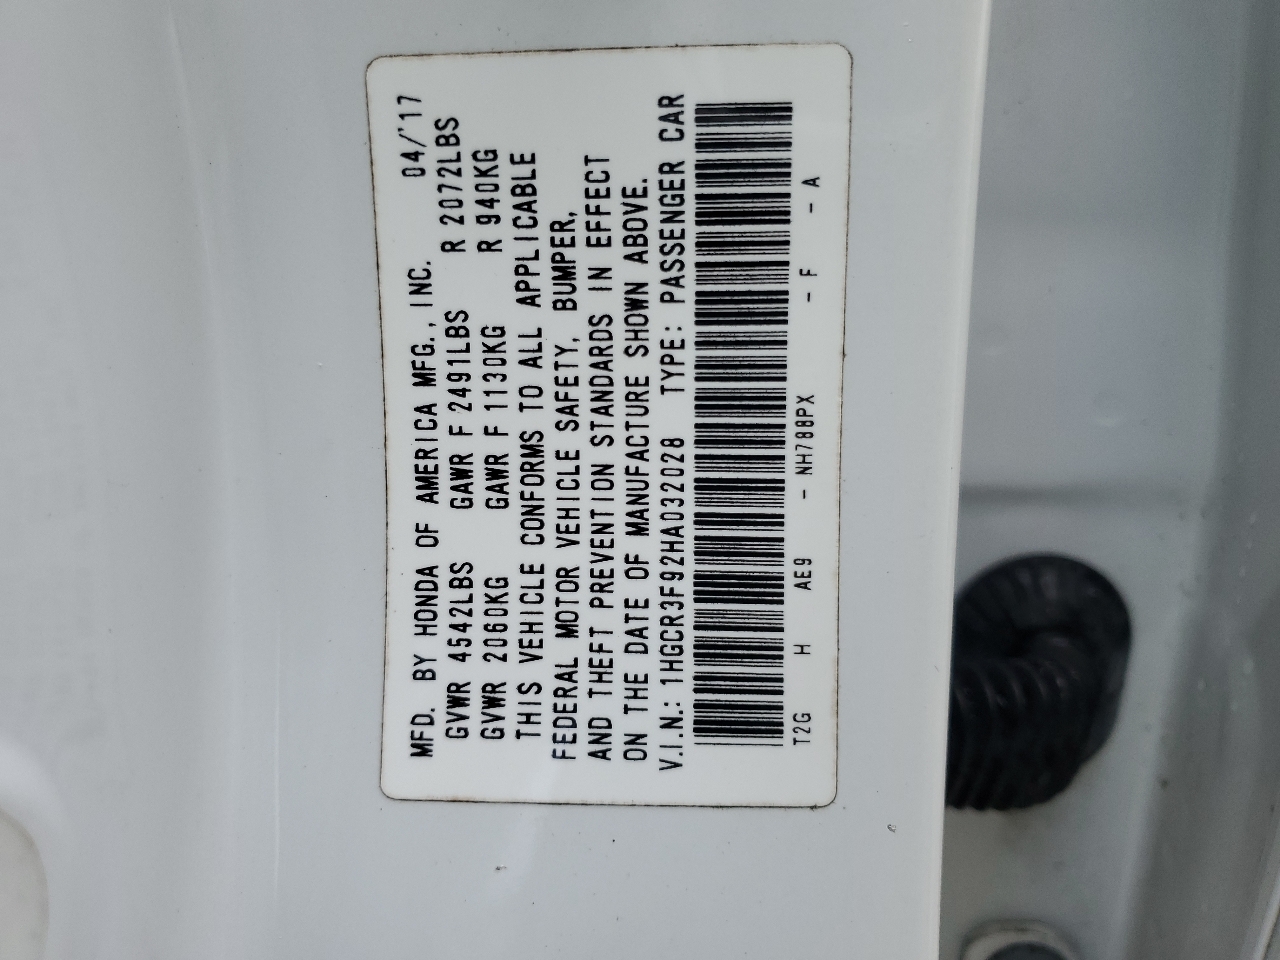 MFD. BY HONDA OF AMERICA MFG., INC. 04/'17
GVWR 4542LBS GAWR F 2491LBS R 2072LBS
GVWR 2060KG GAWR F 1130KG R 940KG
THIS VEHICLE CONFORMS TO ALL APPLICABLE
FEDERAL MOTOR VEHICLE SAFETY, BUMPER,
AND THEFT PREVENTION STANDARDS IN EFFECT
ON THE DATE OF MANUFACTURE SHOWN ABOVE.
V.I.N.: 1HGCR3F92HA032028 TYPE: PASSENGER CAR
T2G H AE9 - NH788PX - F - A